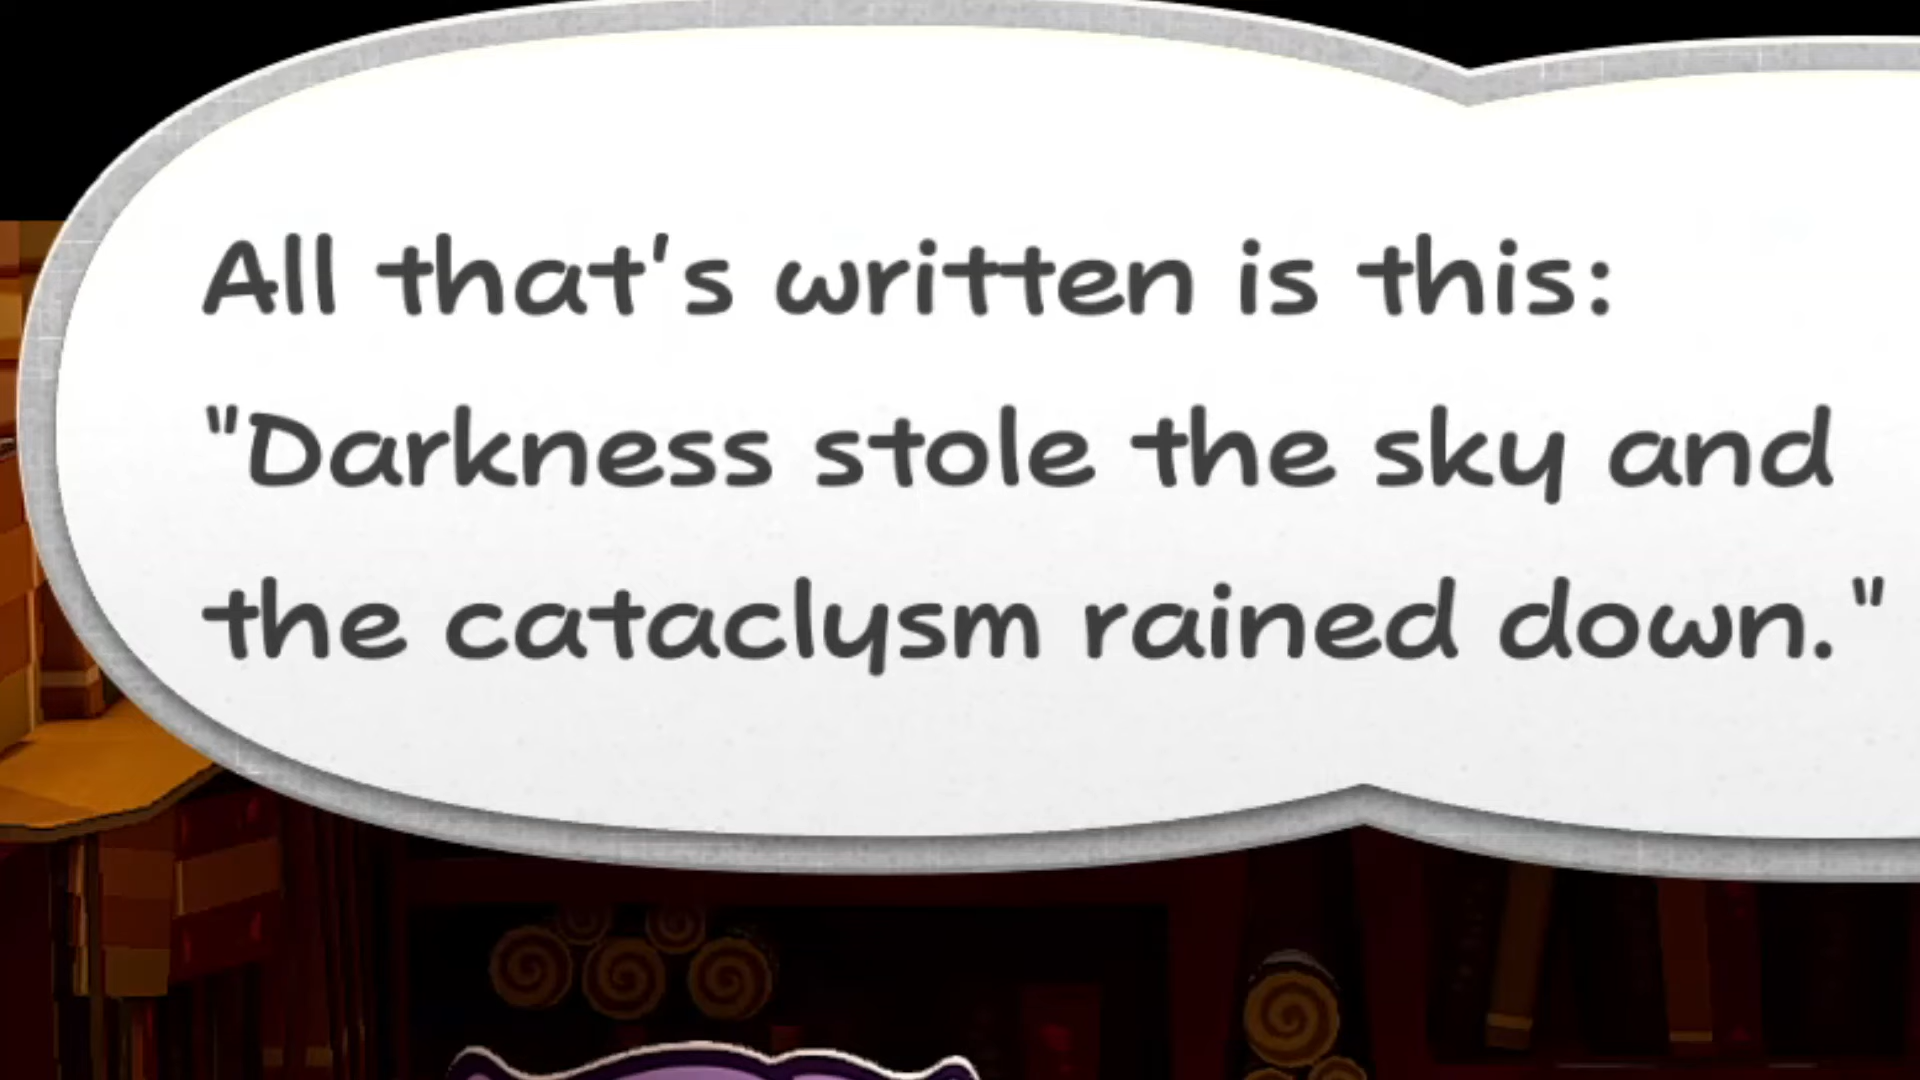 All that's written is this:
"Darkness stole the sky and
the cataclysm rained down."